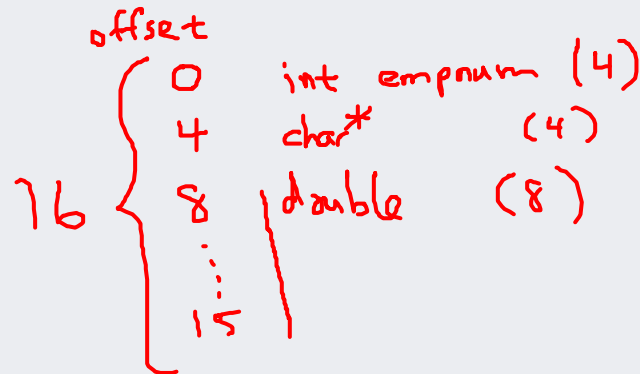 offset
0 int empnum (4)
4 char* (4)
16 8 double (8)
15